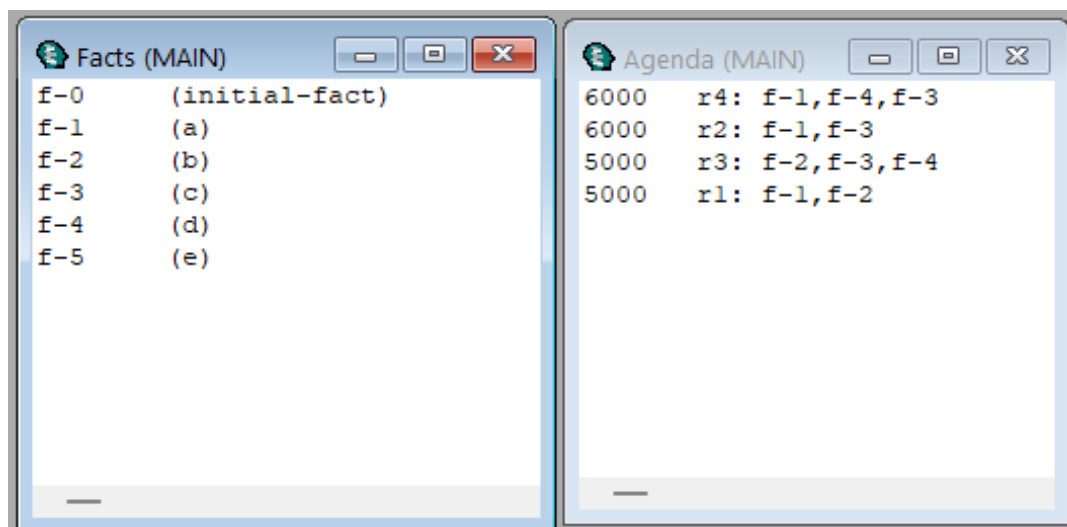 Facts (MAIN)
f-0 (initial-fact)
f-1 (a)
f-2 (b)
f-3 (c)
f-4 (d)
f-5 (e)
Agenda (MAIN)
6000 r4: f-1,f-4,f-3
6000 r2: f-1,f-3
5000 r3: f-2,f-3,f-4
5000 r1: f-1,f-2